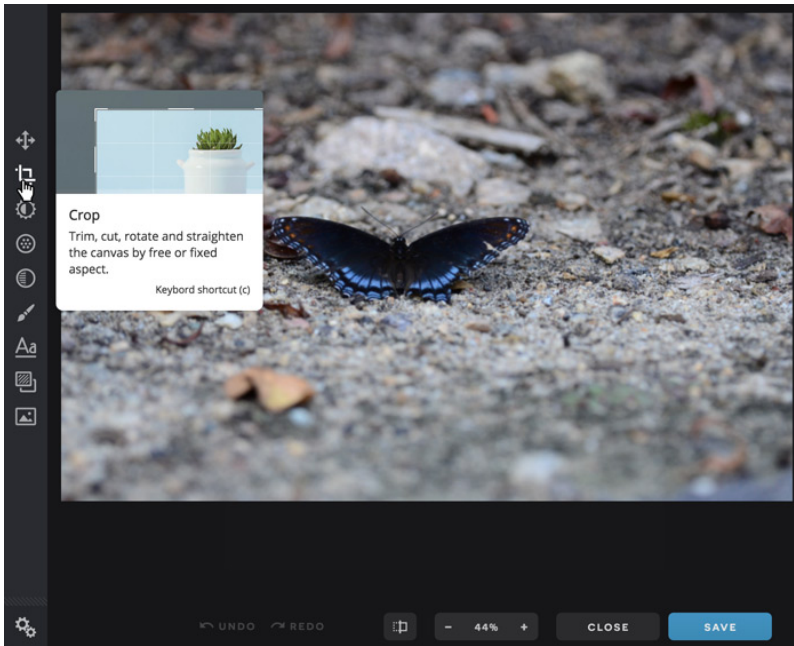 Crop
Trim, cut, rotate and straighten
the canvas by free or fixed
aspect.
Keybord shortcut (c)
Aa
UNDO REDO - 44% + CLOSE SAVE